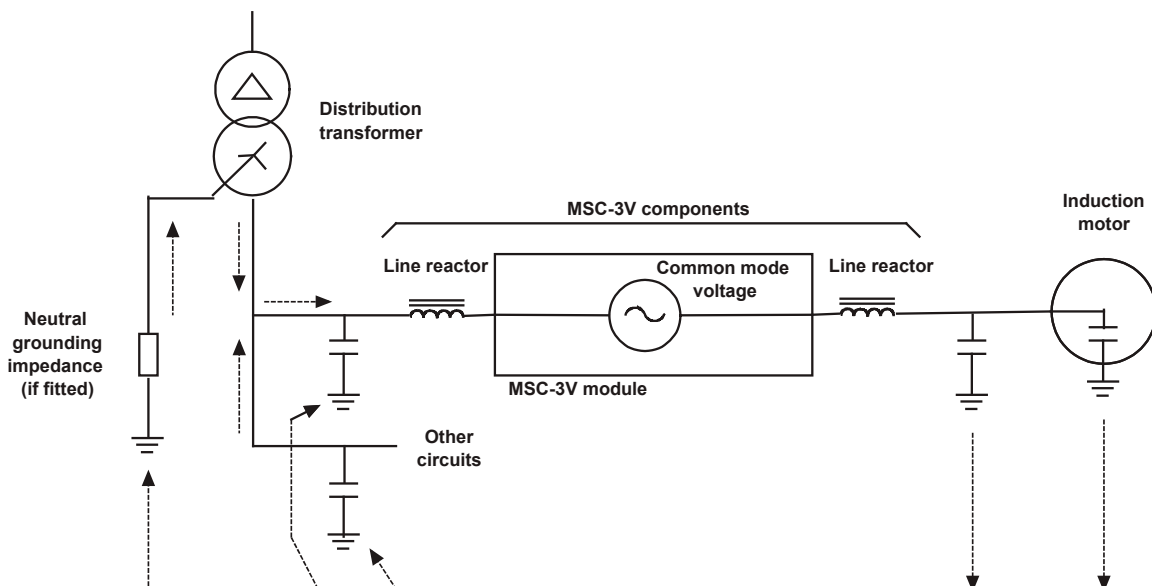 Distribution
transformer
MSC-3V components
Induction
motor
Line reactor
Common mode
voltage
Line reactor
Neutral
grounding
impedance
(if fitted)
MSC-3V module
Other
circuits